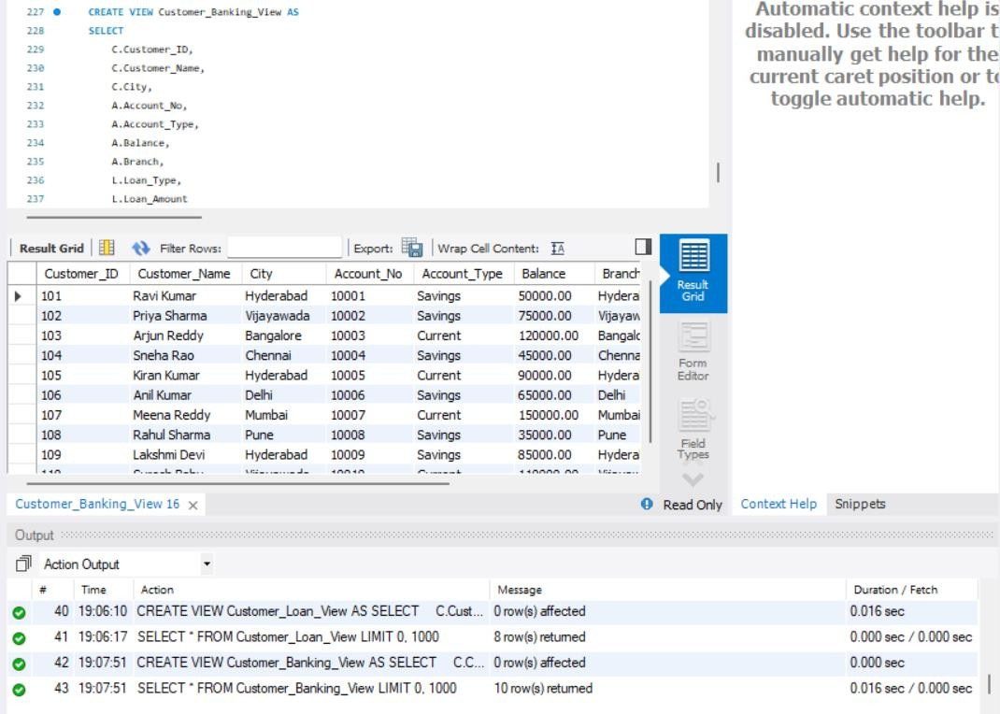 227 CREATE VIEW Customer_Banking_View AS
228 SELECT
229 C.Customer_ID,
230 C.Customer_Name,
231 C.City,
232 A.Account_No,
233 A.Account_Type,
234 A.Balance,
235 A.Branch,
236 L.Loan_Type,
237 L.Loan_Amount
Automatic context help is
disabled. Use the toolbar t
manually get help for the
current caret position or to
toggle automatic help.
Result Grid Filter Rows: Export: Wrap Cell Content: IA
Customer_ID Customer_Name City Account_No Account_Type Balance Branch
101 Ravi Kumar Hyderabad 10001 Savings 50000.00 Hydera
102 Priya Sharma Vijayawada 10002 Savings 75000.00 Vijayaw
103 Arjun Reddy Bangalore 10003 Current 120000.00 Bangalo
104 Sneha Rao Chennai 10004 Savings 45000.00 Chenna
105 Kiran Kumar Hyderabad 10005 Current 90000.00 Hydera
106 Anil Kumar Delhi 10006 Savings 65000.00 Delhi
107 Meena Reddy Mumbai 10007 Current 150000.00 Mumbai
108 Rahul Sharma Pune 10008 Savings 35000.00 Pune
109 Lakshmi Devi Hyderabad 10009 Savings 85000.00 Hydera
Result
Grid
Form
Editor
Field
Types
Customer_Banking_View 16 Read Only
Context Help Snippets
Output
Action Output
# Time Action Message Duration / Fetch
40 19:06:10 CREATE VIEW Customer_Loan_View AS SELECT C.Cust... 0 row(s) affected 0.016 sec
41 19:06:17 SELECT * FROM Customer_Loan_View LIMIT 0, 1000 8 row(s) returned 0.000 sec / 0.000 sec
42 19:07:51 CREATE VIEW Customer_Banking_View AS SELECT C.C... 0 row(s) affected 0.000 sec
43 19:07:51 SELECT * FROM Customer_Banking_View LIMIT 0, 1000 10 row(s) returned 0.016 sec / 0.000 sec